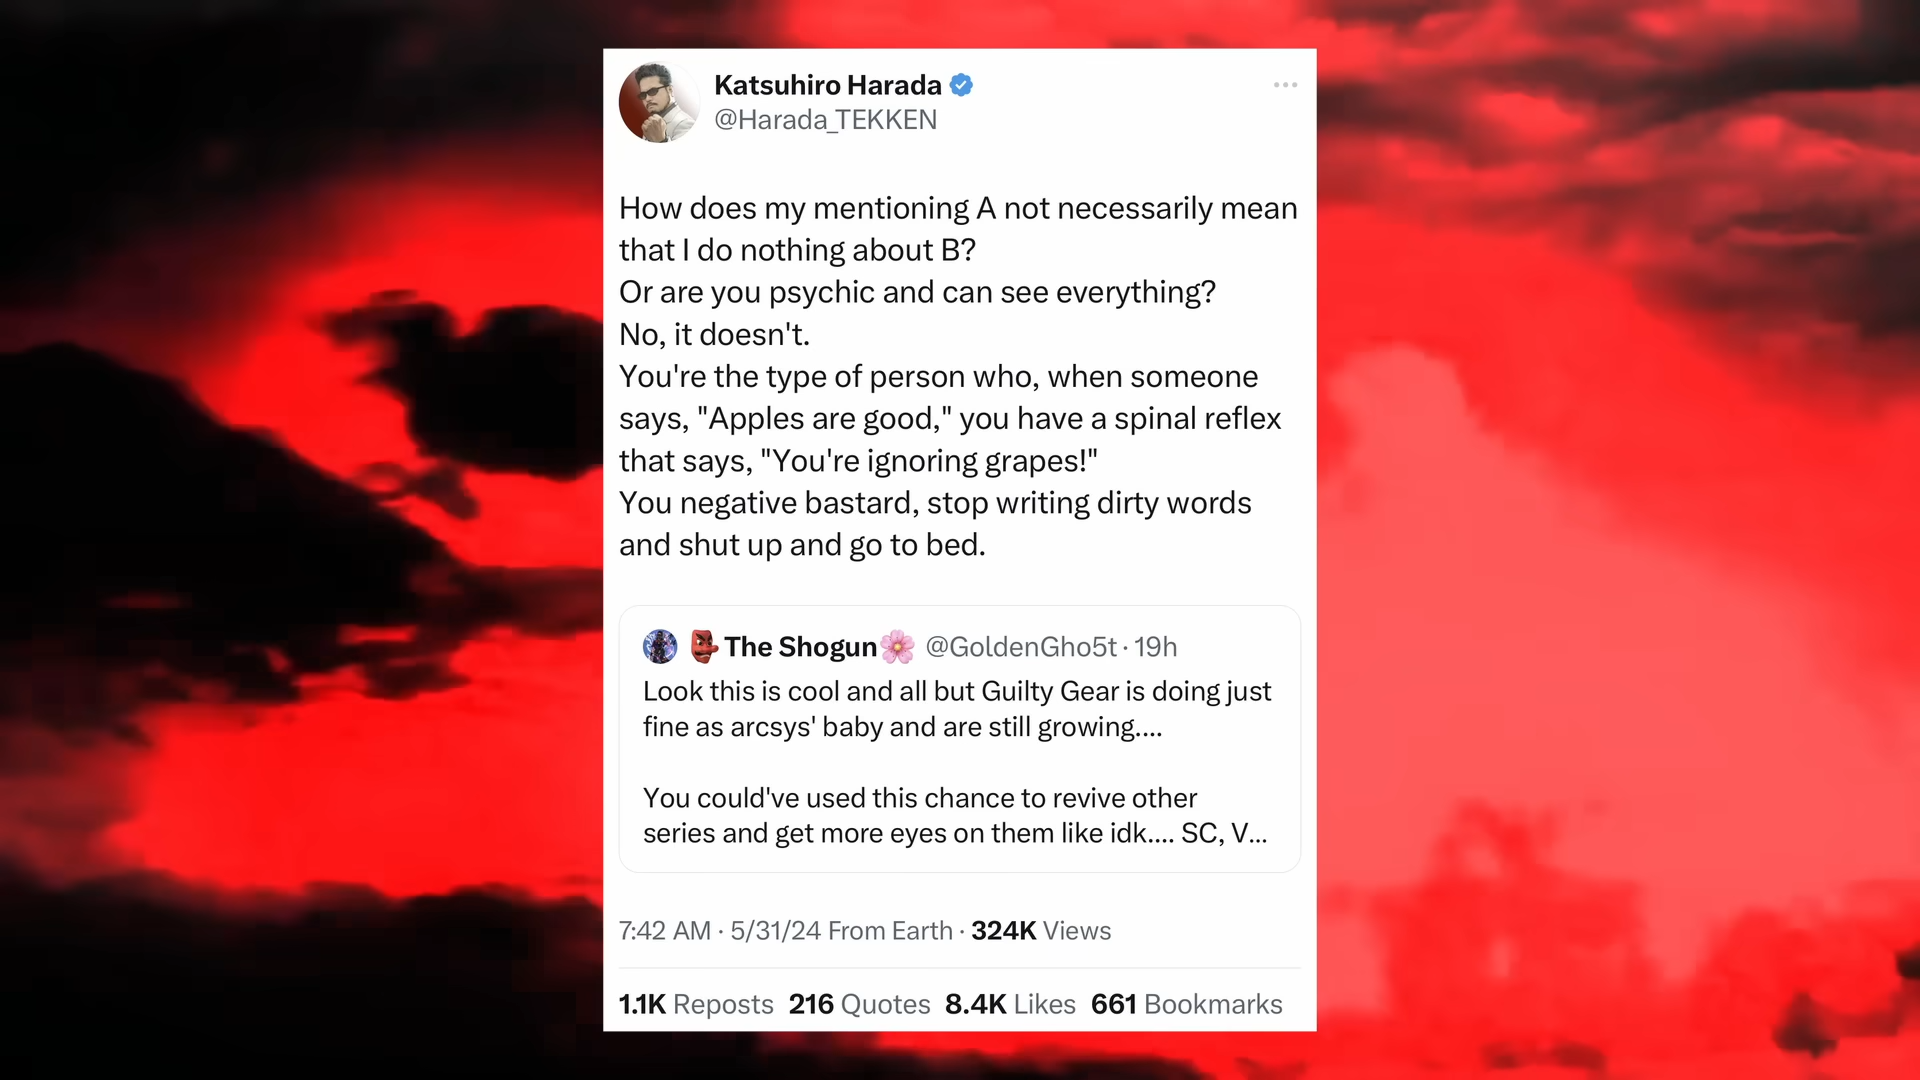 Katsuhiro Harada
@Harada_TEKKEN
How does my mentioning A not necessarily mean
that I do nothing about B?
Or are you psychic and can see everything?
No, it doesn't.
You're the type of person who, when someone
says, "Apples are good," you have a spinal reflex
that says, "You're ignoring grapes!"
You negative bastard, stop writing dirty words
and shut up and go to bed.
👺The Shogun🌸 @GoldenGho5t · 19h
Look this is cool and all but Guilty Gear is doing just
fine as arcsys' baby and are still growing....
You could've used this chance to revive other
series and get more eyes on them like idk.... SC, V...
7:42 AM · 5/31/24 From Earth · 324K Views
1.1K Reposts 216 Quotes 8.4K Likes 661 Bookmarks